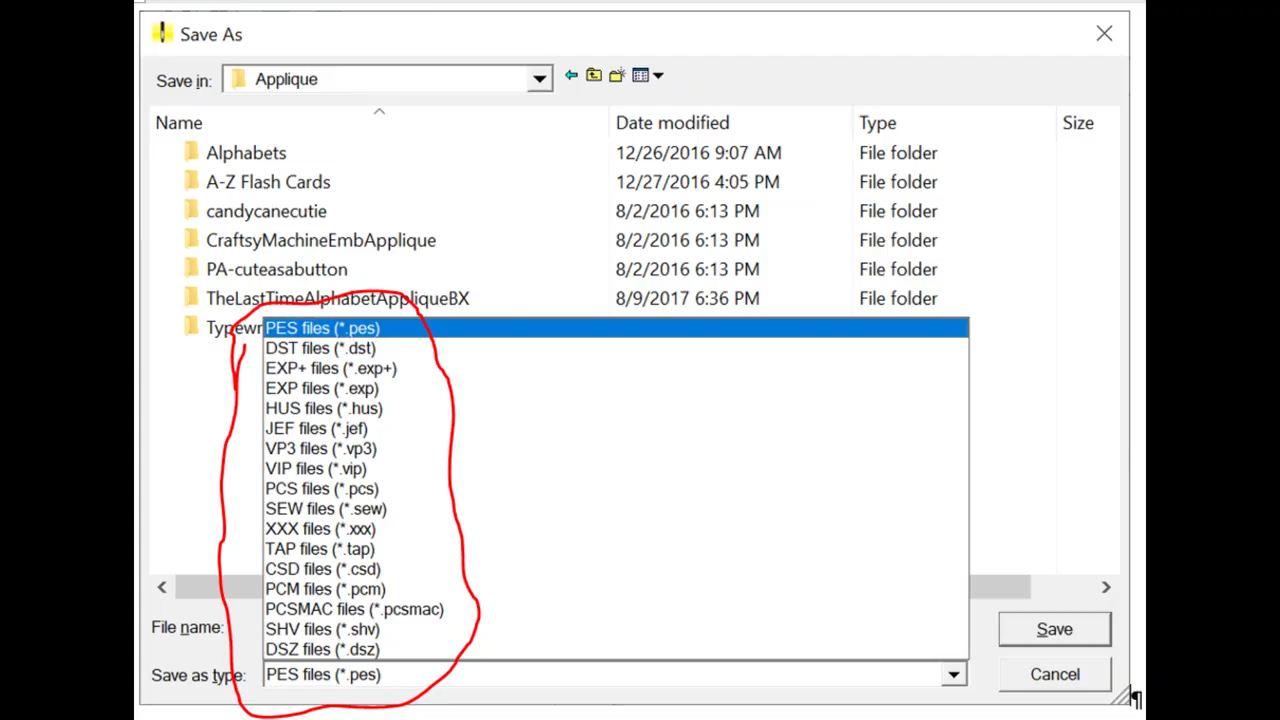 Save As
Save in: Applique
Name Date modified Type Size
Alphabets 12/26/2016 9:07 AM File folder
A-Z Flash Cards 12/27/2016 4:05 PM File folder
candycanecutie 8/2/2016 6:13 PM File folder
CraftsyMachineEmbApplique 8/2/2016 6:13 PM File folder
PA-cuteasabutton 8/2/2016 6:13 PM File folder
TheLastTimeAlphabetAppliqueBX 8/9/2017 6:36 PM File folder
Typewr PES files (*.pes)
DST files (*.dst)
EXP+ files (*.exp+)
EXP files (*.exp)
HUS files (*.hus)
JEF files (*.jef)
VP3 files (*.vp3)
VIP files (*.vip)
PCS files (*.pcs)
SEW files (*.sew)
XXX files (*.xxx)
TAP files (*.tap)
CSD files (*.csd)
PCM files (*.pcm)
PCSMAC files (*.pcsmac)
File name: SHV files (*.shv) Save
DSZ files (*.dsz)
Save as type: PES files (*.pes) Cancel
¶